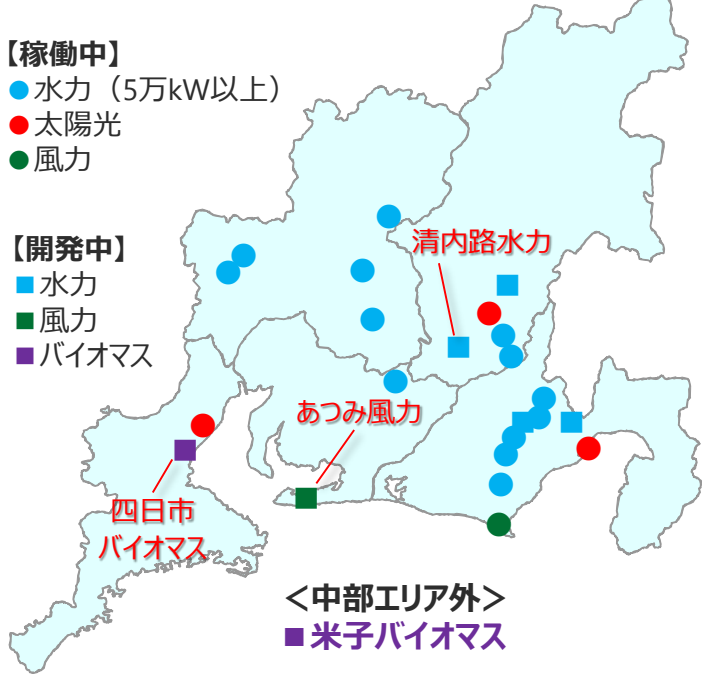 【稼働中】
●水力（5万kW以上）
●太陽光
●風力
【開発中】
■水力
■風力
■バイオマス
清内路水力
あつみ風力
四日市
バイオマス
＜中部エリア外＞
■米子バイオマス